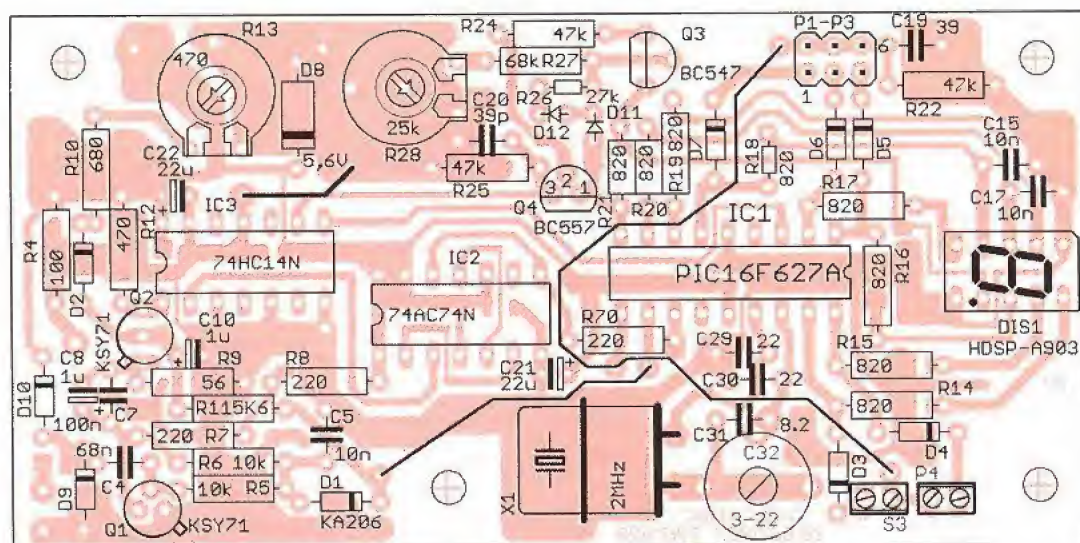 R13
R24
47k
Q3
P1-P3
C19
39
470
D8
68k R27
BC547
6
1
47k
R22
R26
27k
D12
D11
C20
39p
25k
R28
5,6V
R10
680
C22
22u
+
47k
R25
820
820
R19 820
D7
R18
820
D6
D5
C15
10n
C17
10n
R17
820
3 2 1
Q4
BC557
R21
R20
IC1
IC3
R4
100
D2
470
R12
74HC14N
IC2
PIC16F627A
820
R16
DIS1
HDSP-A903
Q2
KSY71
74AC74N
R70
220
C10
1u
+
C29
22
R15
820
C8
1u
R9
56
R8
220
C21
22u
+
C30
22
R14
820
D10
100n
+
C7
R11 5K6
C5
10n
C31
8.2
D4
220 R7
68n
C4
R6 10k
10k R5
D9
Q1
KSY71
D1
KA206
X1
2MHz
C32
3-22
D3
P4
S3